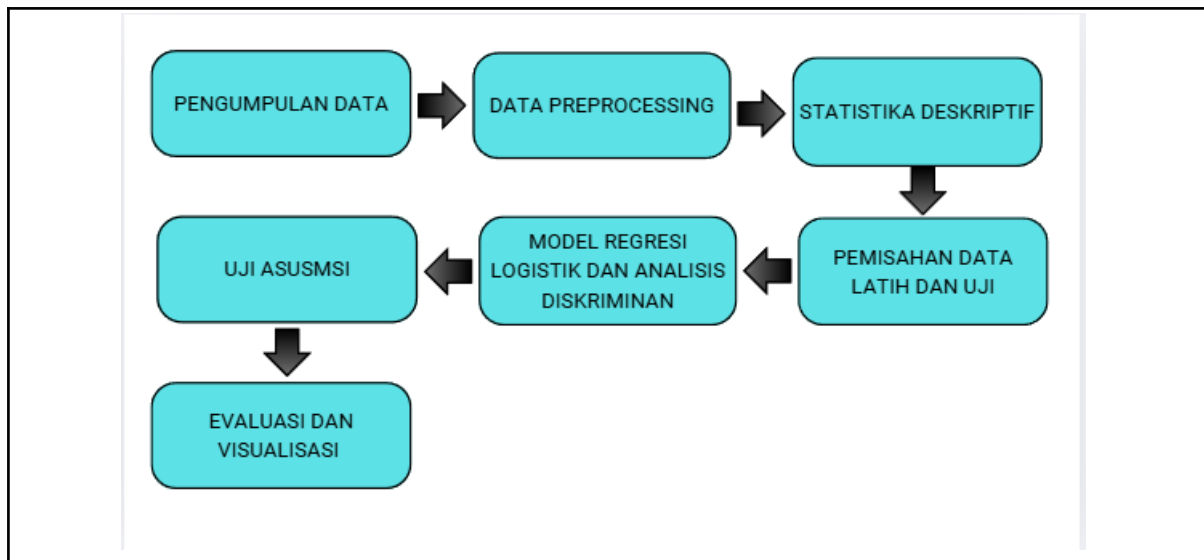 PENGUMPULAN DATA
DATA PREPROCESSING
STATISTIKA DESKRIPTIF
PEMISAHAN DATA
LATIH DAN UJI
MODEL REGRESI
LOGISTIK DAN ANALISIS
DISKRIMINAN
UJI ASUSMSI
EVALUASI DAN
VISUALISASI